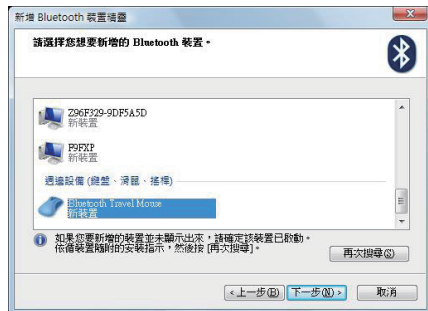 新增 Bluetooth 裝置精靈
請選擇您想要新增的 Bluetooth 裝置。
Z96F329-9DF5A5D
新裝置
F9FXP
新裝置
週邊設備 (鍵盤、滑鼠、搖桿)
Bluetooth Travel Mouse
新裝置
如果您要新增的裝置並未顯示出來，請確定該裝置已啟動。
依循裝置隨附的安裝指示，然後按 [再次搜尋]。
再次搜尋(S)
<上一步(B) 下一步(N)> 取消